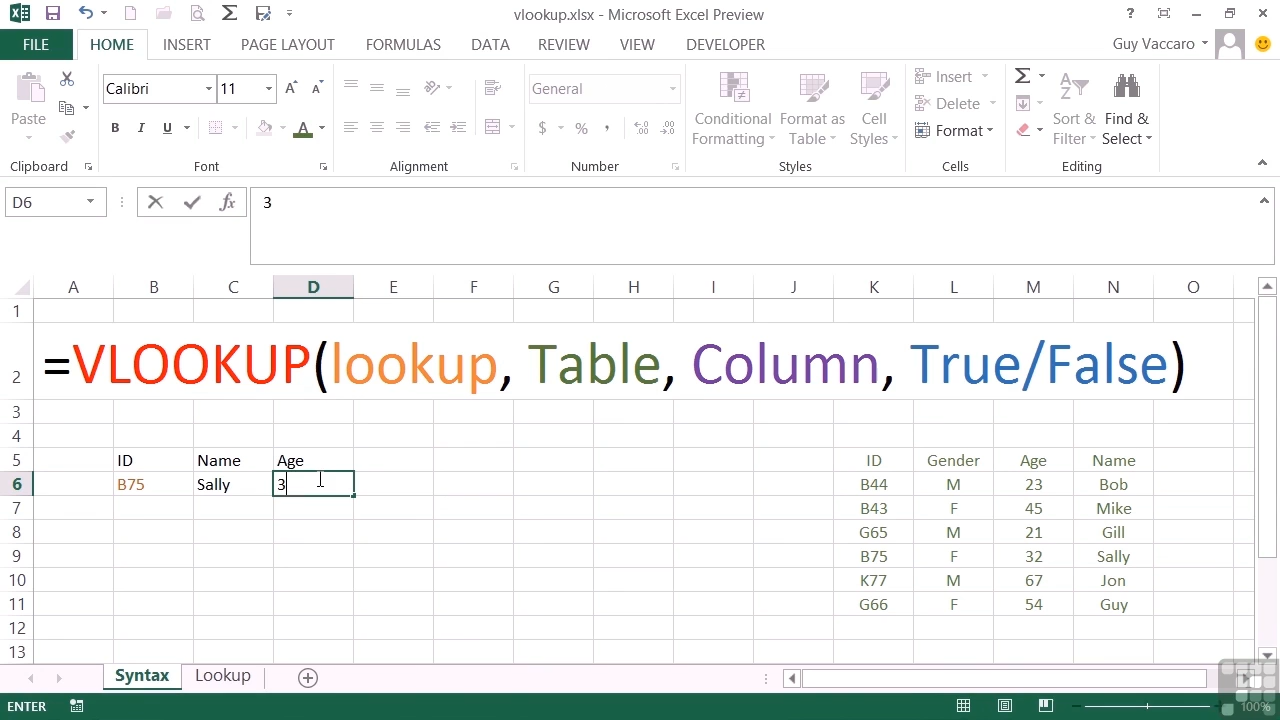 vlookup.xlsx - Microsoft Excel Preview
?
FILE HOME INSERT PAGE LAYOUT FORMULAS DATA REVIEW VIEW DEVELOPER Guy Vaccaro
Calibri 11 General Insert Σ
Paste Conditional Format as Cell Delete Sort & Find &
B I U A $ % , Formatting Table Styles Format Filter Select
Clipboard Font Alignment Number Styles Cells Editing
D6 fx 3
A B C D E F G H I J K L M N O
1
2 =VLOOKUP(lookup, Table, Column, True/False)
3
4
5 ID Name Age ID Gender Age Name
6 B75 Sally 3 B44 M 23 Bob
7 B43 F 45 Mike
8 G65 M 21 Gill
9 B75 F 32 Sally
10 K77 M 67 Jon
11 G66 F 54 Guy
12
13
Syntax Lookup
ENTER 100%